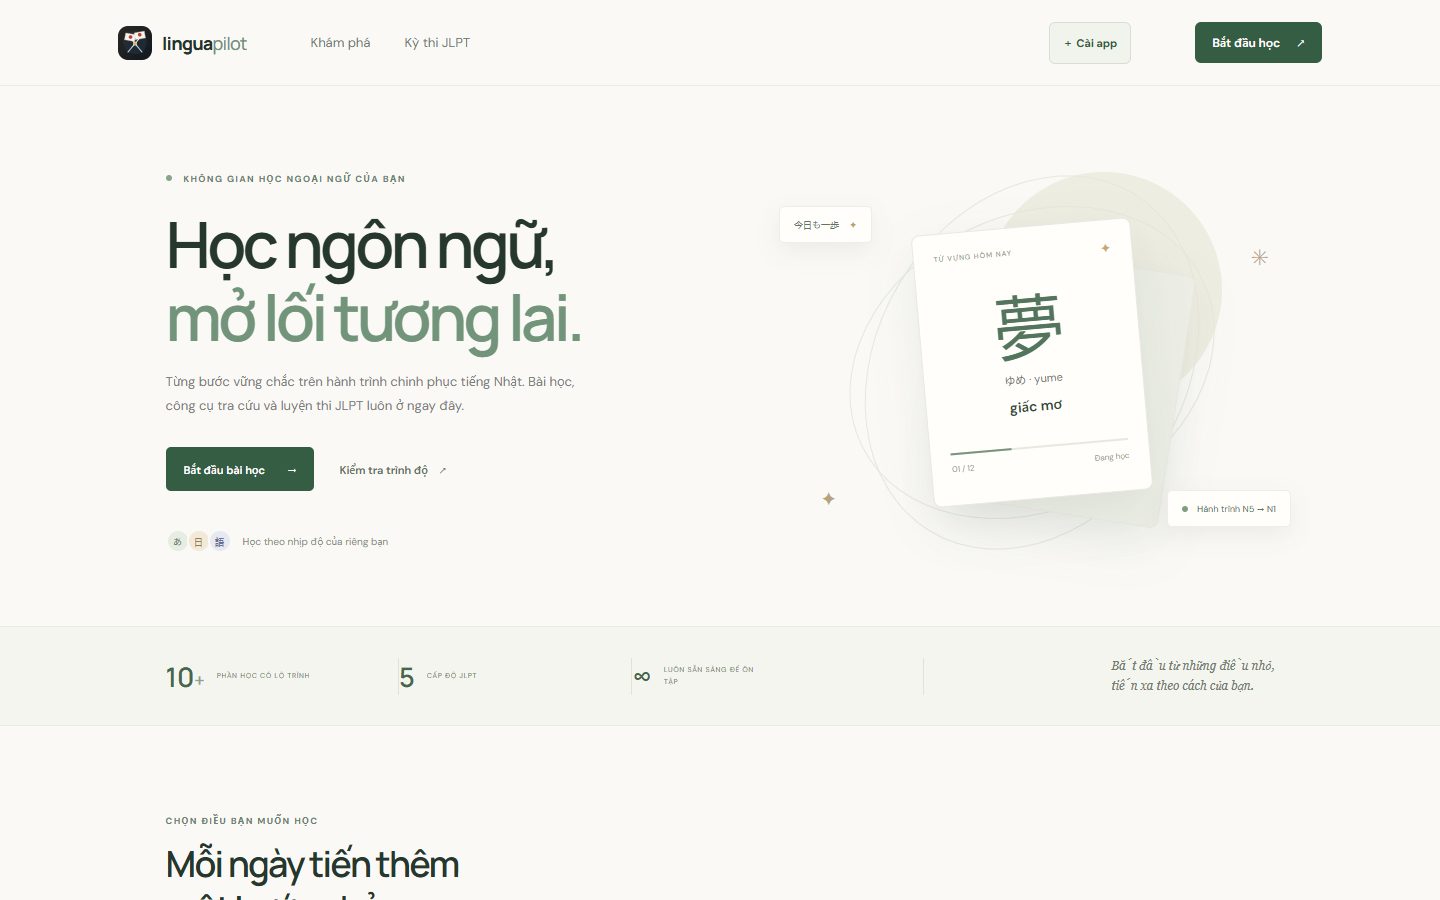 linguapilot
Khám phá
Kỳ thi JLPT
+ Cài app
Bắt đầu học ↗
KHÔNG GIAN HỌC NGOẠI NGỮ CỦA BẠN
Học ngôn ngữ,
mở lối tương lai.
Từng bước vững chắc trên hành trình chinh phục tiếng Nhật. Bài học,
công cụ tra cứu và luyện thi JLPT luôn ở ngay đây.
Bắt đầu bài học →
Kiểm tra trình độ ↗
あ 日 語
Học theo nhịp độ của riêng bạn
今日も一歩 ✦
TỪ VỰNG HÔM NAY ✦
夢
ゆめ · yume
giấc mơ
01 / 12
Đang học
Hành trình N5 → N1
10+ PHẦN HỌC CÓ LỘ TRÌNH
5 CẤP ĐỘ JLPT
∞ LUÔN SẴN SÀNG ĐỂ ÔN
TẬP
Bắt đầu từ những điều nhỏ,
tiến xa theo cách của bạn.
CHỌN ĐIỀU BẠN MUỐN HỌC
Mỗi ngày tiến thêm